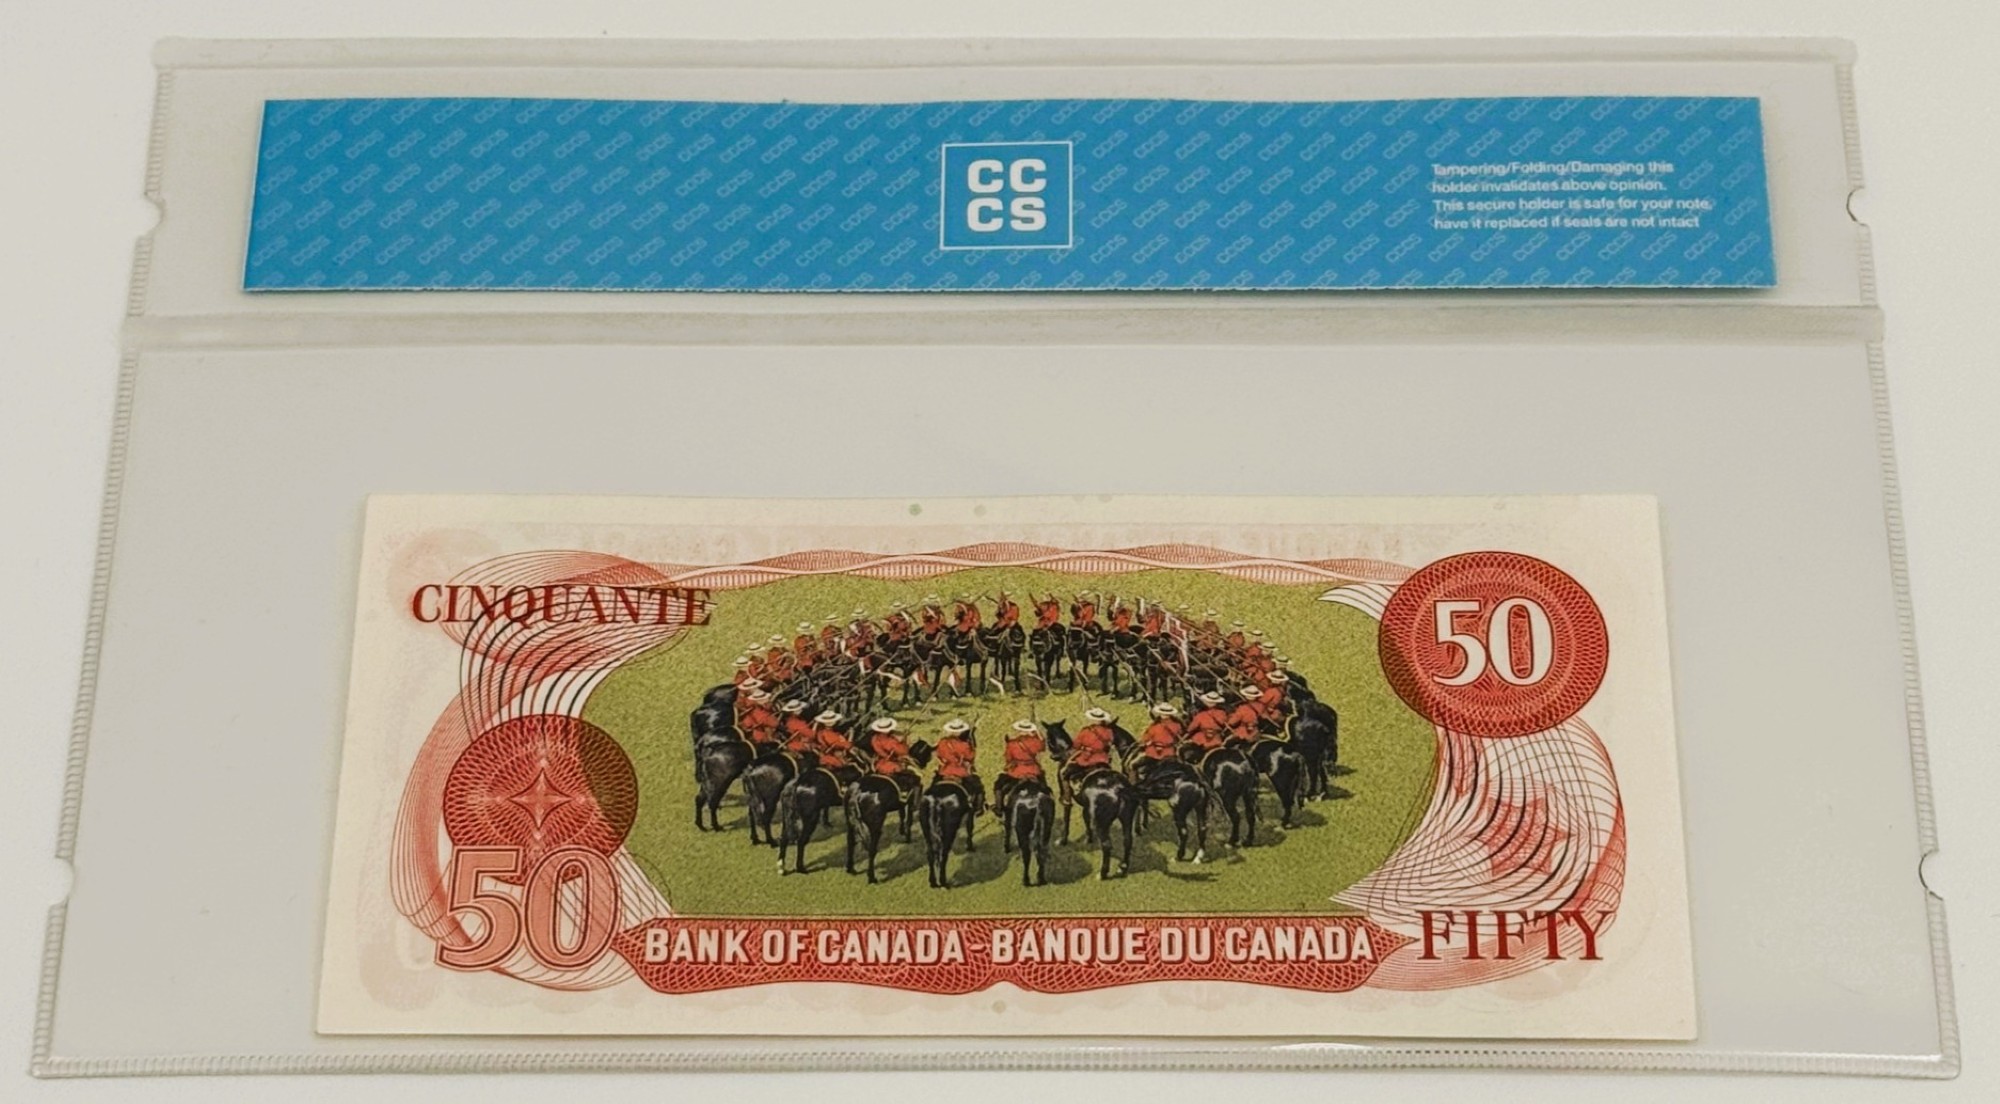 CC
CS
Tampering/Folding/Damaging this
holder invalidates above opinion.
This secure holder is safe for your note,
have it replaced if seals are not intact
CINQUANTE
50
50
BANK OF CANADA-BANQUE DU CANADA
FIFTY